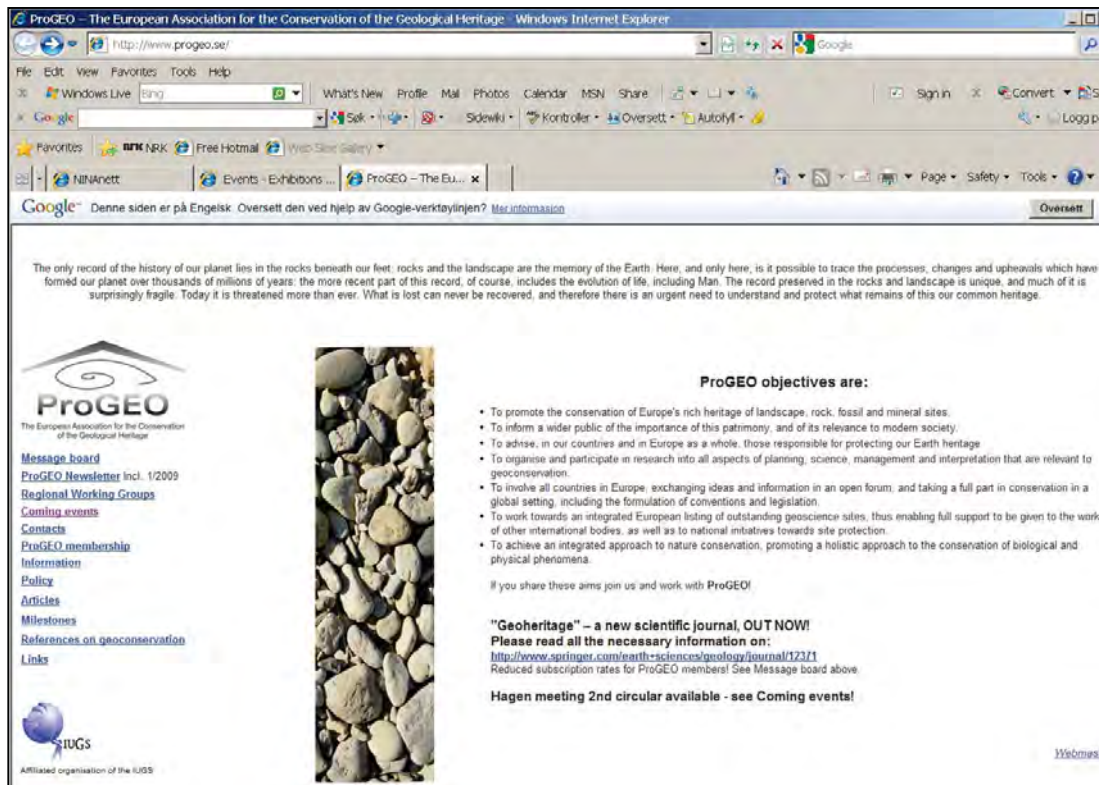 ProGEO – The European Association for the Conservation of the Geological Heritage - Windows Internet Explorer
http://www.progeo.se/
Google
File Edit View Favorites Tools Help
Windows Live Bing What's New Profile Mail Photos Calendar MSN Share Sign in Convert
Google Søk Sidewiki Kontroller Oversett Autofyll Logg p
Favorites NRK NRK Free Hotmail
NINAnett Events - Exhibitions ... ProGEO – The Eu... Page Safety Tools
Google Denne siden er på Engelsk. Oversett den ved hjelp av Google-verktøylinjen? Mer informasjon Oversett
The only record of the history of our planet lies in the rocks beneath our feet: rocks and the landscape are the memory of the Earth. Here, and only here, is it possible to trace the processes, changes and upheavals which have
formed our planet over thousands of millions of years: the more recent part of this record, of course, includes the evolution of life, including Man. The record preserved in the rocks and landscape is unique, and much of it is
surprisingly fragile. Today it is threatened more than ever. What is lost can never be recovered, and therefore there is an urgent need to understand and protect what remains of this our common heritage.
ProGEO
The European Association for the Conservation
of the Geological Heritage
Message board
ProGEO Newsletter Incl. 1/2009
Regional Working Groups
Coming events
Contacts
ProGEO membership
Information
Policy
Articles
Milestones
References on geoconservation
Links
IUGS
Affiliated organisation of the IUGS
ProGEO objectives are:
• To promote the conservation of Europe's rich heritage of landscape, rock, fossil and mineral sites.
• To inform a wider public of the importance of this patrimony, and of its relevance to modern society.
• To advise, in our countries and in Europe as a whole, those responsible for protecting our Earth heritage
• To organise and participate in research into all aspects of planning, science, management and interpretation that are relevant to
geoconservation.
• To involve all countries in Europe, exchanging ideas and information in an open forum, and taking a full part in conservation in a
global setting, including the formulation of conventions and legislation.
• To work towards an integrated European listing of outstanding geoscience sites, thus enabling full support to be given to the work
of other international bodies, as well as to national initiatives towards site protection.
• To achieve an integrated approach to nature conservation, promoting a holistic approach to the conservation of biological and
physical phenomena.
If you share these aims join us and work with ProGEO!
"Geoheritage" – a new scientific journal, OUT NOW!
Please read all the necessary information on:
http://www.springer.com/earth+sciences/geology/journal/12371
Reduced subscription rates for ProGEO members! See Message board above.
Hagen meeting 2nd circular available - see Coming events!
Webmas